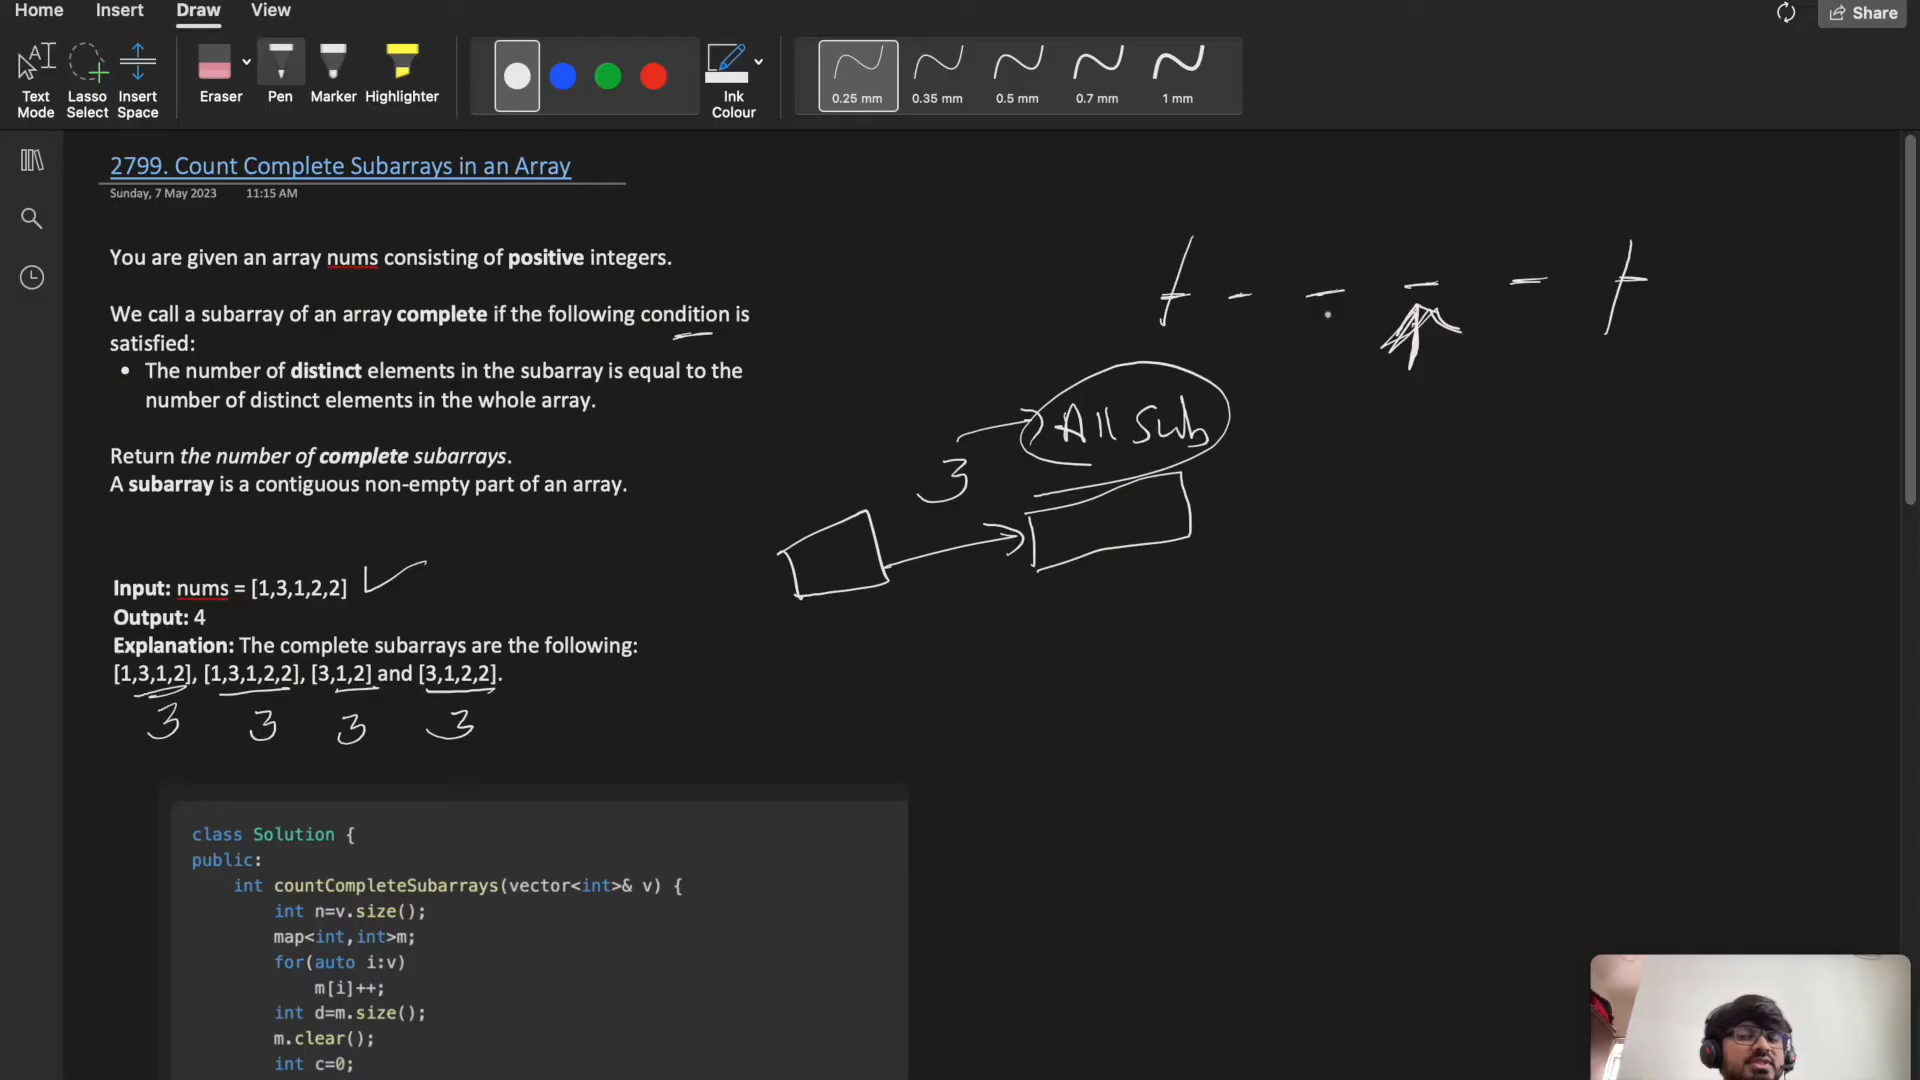 Home Insert Draw View
Share
Text Mode
Lasso Select
Insert Space
Eraser
Pen
Marker
Highlighter
Ink Colour
0.25 mm
0.35 mm
0.5 mm
0.7 mm
1 mm
2799. Count Complete Subarrays in an Array
Sunday, 7 May 2023 11:15 AM
You are given an array nums consisting of positive integers.
We call a subarray of an array complete if the following condition is
satisfied:
• The number of distinct elements in the subarray is equal to the
number of distinct elements in the whole array.
Return the number of complete subarrays.
A subarray is a contiguous non-empty part of an array.
All Sub
3
Input: nums = [1,3,1,2,2]
Output: 4
Explanation: The complete subarrays are the following:
[1,3,1,2], [1,3,1,2,2], [3,1,2] and [3,1,2,2].
3 3 3 3
class Solution {
public:
int countCompleteSubarrays(vector<int>& v) {
int n=v.size();
map<int,int>m;
for(auto i:v)
m[i]++;
int d=m.size();
m.clear();
int c=0;